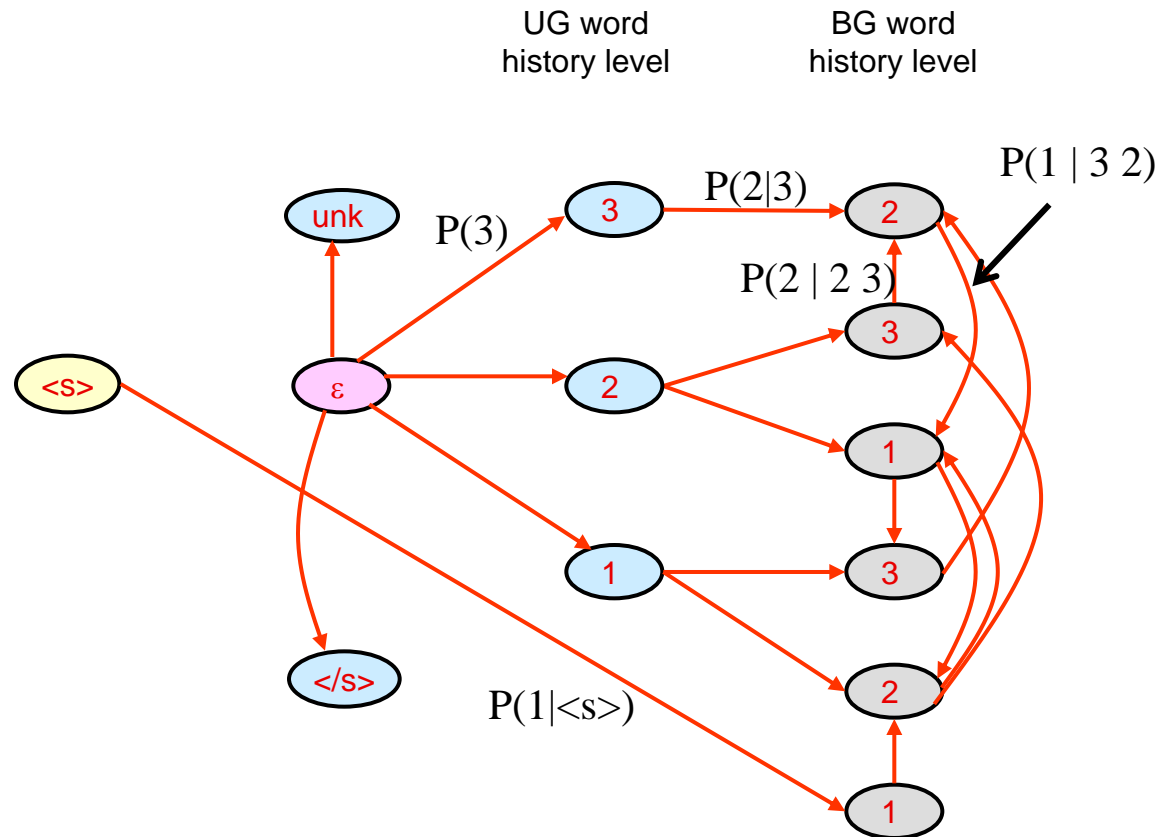 UG word
history level
BG word
history level
P(1 | 3 2)
P(2|3)
unk
3
2
P(3)
P(2 | 2 3)
3
<s>
ε
2
1
1
3
</s>
2
P(1|<s>)
1